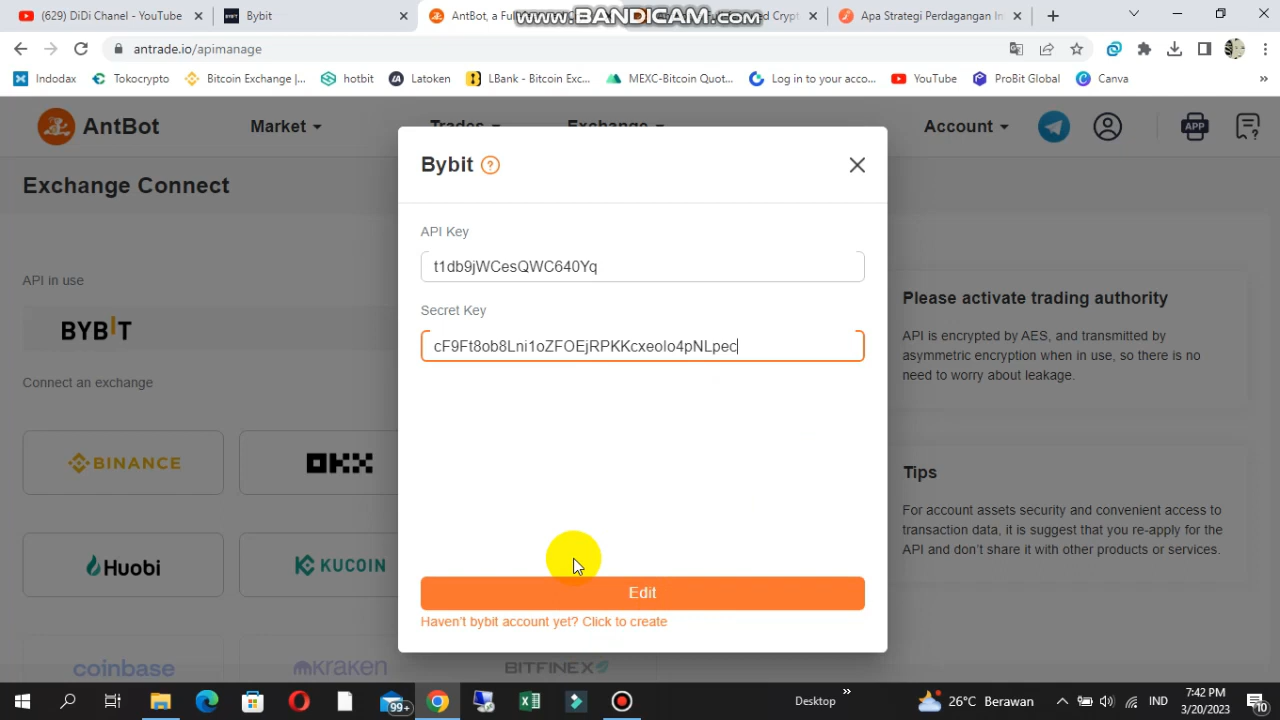 (629) DiDi Chanel - YouTube
Bybit
AntBot, a Fu
www.BANDICAM.com
d Crypt
Apa Strategi Perdagangan In
antrade.io/apimanage
Indodax
Tokocrypto
Bitcoin Exchange |...
hotbit
Latoken
LBank - Bitcoin Exc...
MEXC-Bitcoin Quot...
Log in to your acco...
YouTube
ProBit Global
Canva
»
AntBot
Market
Trades
Exchange
Account
APP
Exchange Connect
Bybit ?
API Key
t1db9jWCesQWC640Yq
Secret Key
cF9Ft8ob8Lni1oZFOEjRPKKcxeolo4pNLpec
Edit
Haven't bybit account yet? Click to create
API in use
BYBIT
Connect an exchange
BINANCE
OKX
Huobi
KUCOIN
coinbase
kraken
BITFINEX
Please activate trading authority
API is encrypted by AES, and transmitted by
asymmetric encryption when in use, so there is no
need to worry about leakage.
Tips
For account assets security and convenient access to
transaction data, it is suggest that you re-apply for the
API and don't share it with other products or services.
99+
Desktop
»
26°C Berawan
IND
7:42 PM
3/20/2023
10